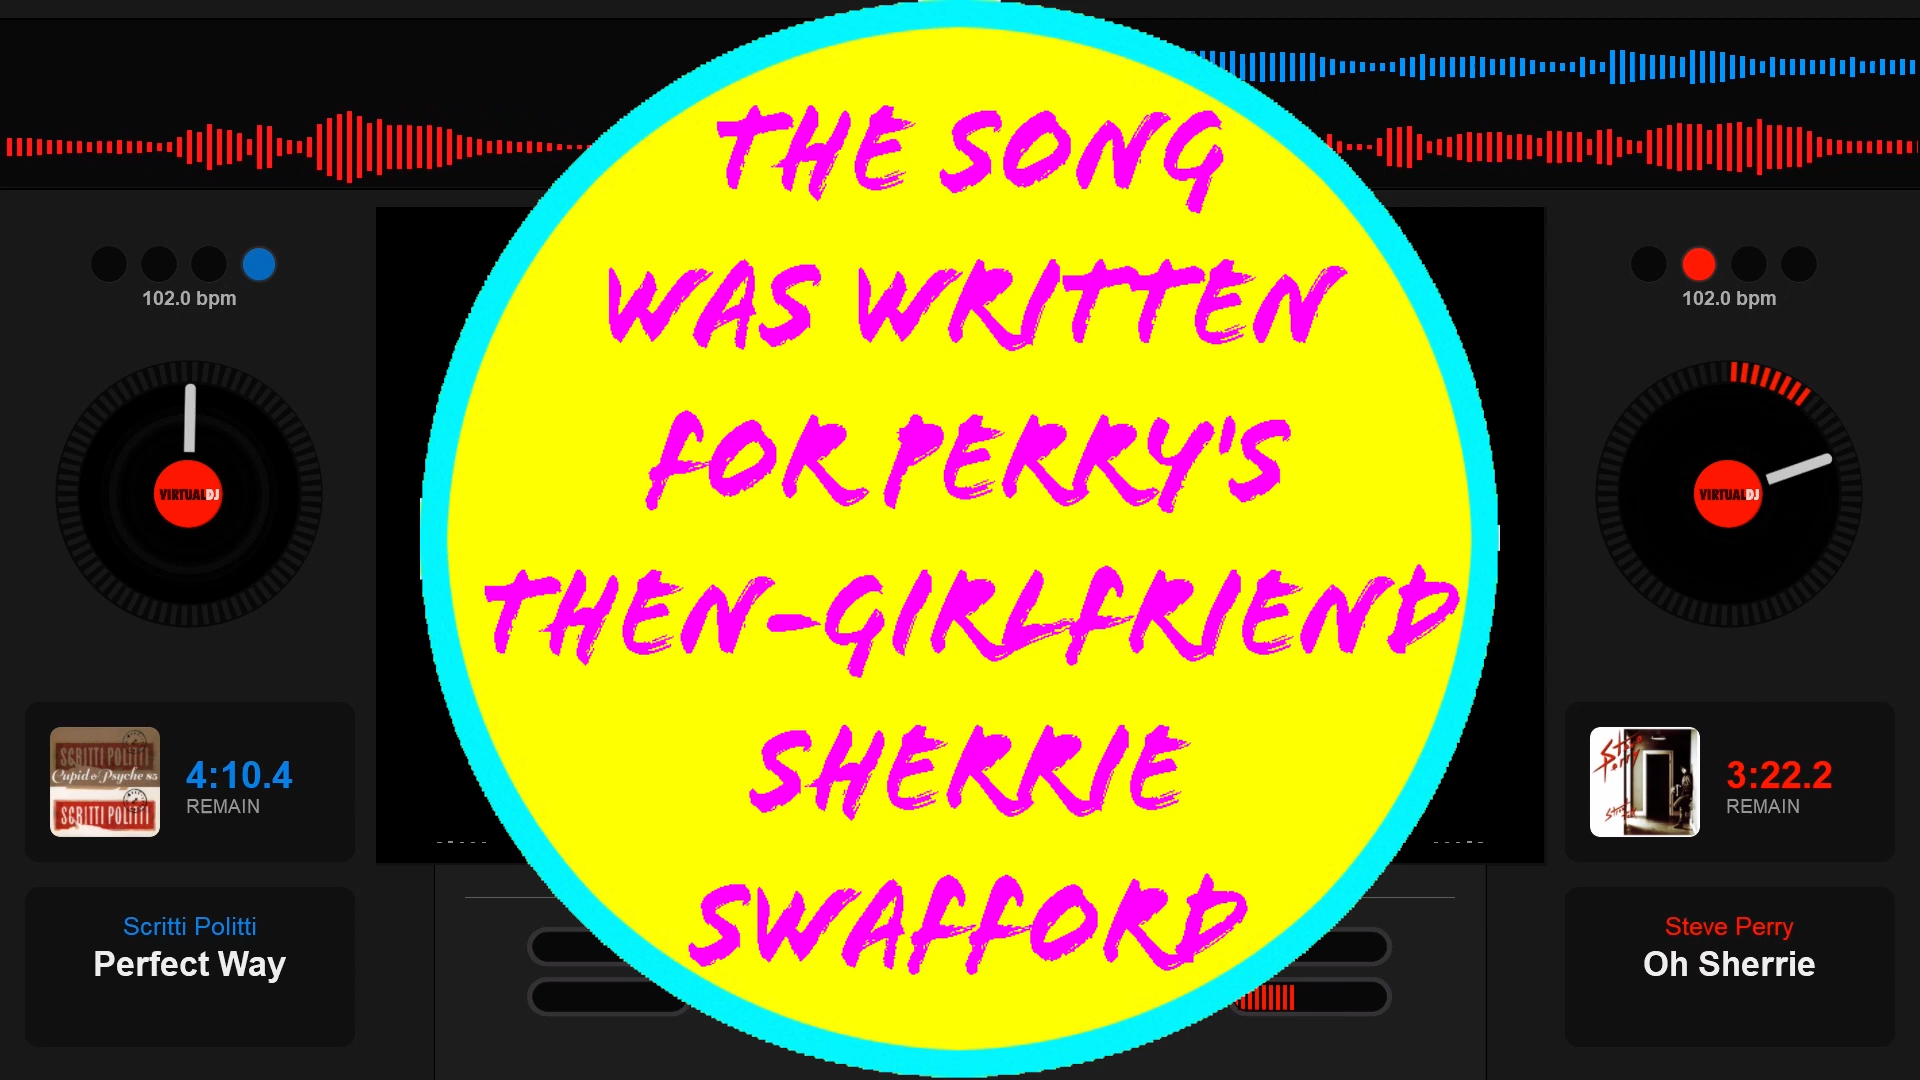 THE SONG
WAS WRITTEN
FOR PERRY'S
THEN-GIRLFRIEND
SHERRIE
SWAFFORD
102.0 bpm
VIRTUALDJ
SCRITTI POLITTI
Cupid & Psyche 85
SCRITTI POLITTI
4:10.4
REMAIN
Scritti Politti
Perfect Way
102.0 bpm
VIRTUALDJ
Steve Perry
3:22.2
REMAIN
Steve Perry
Oh Sherrie